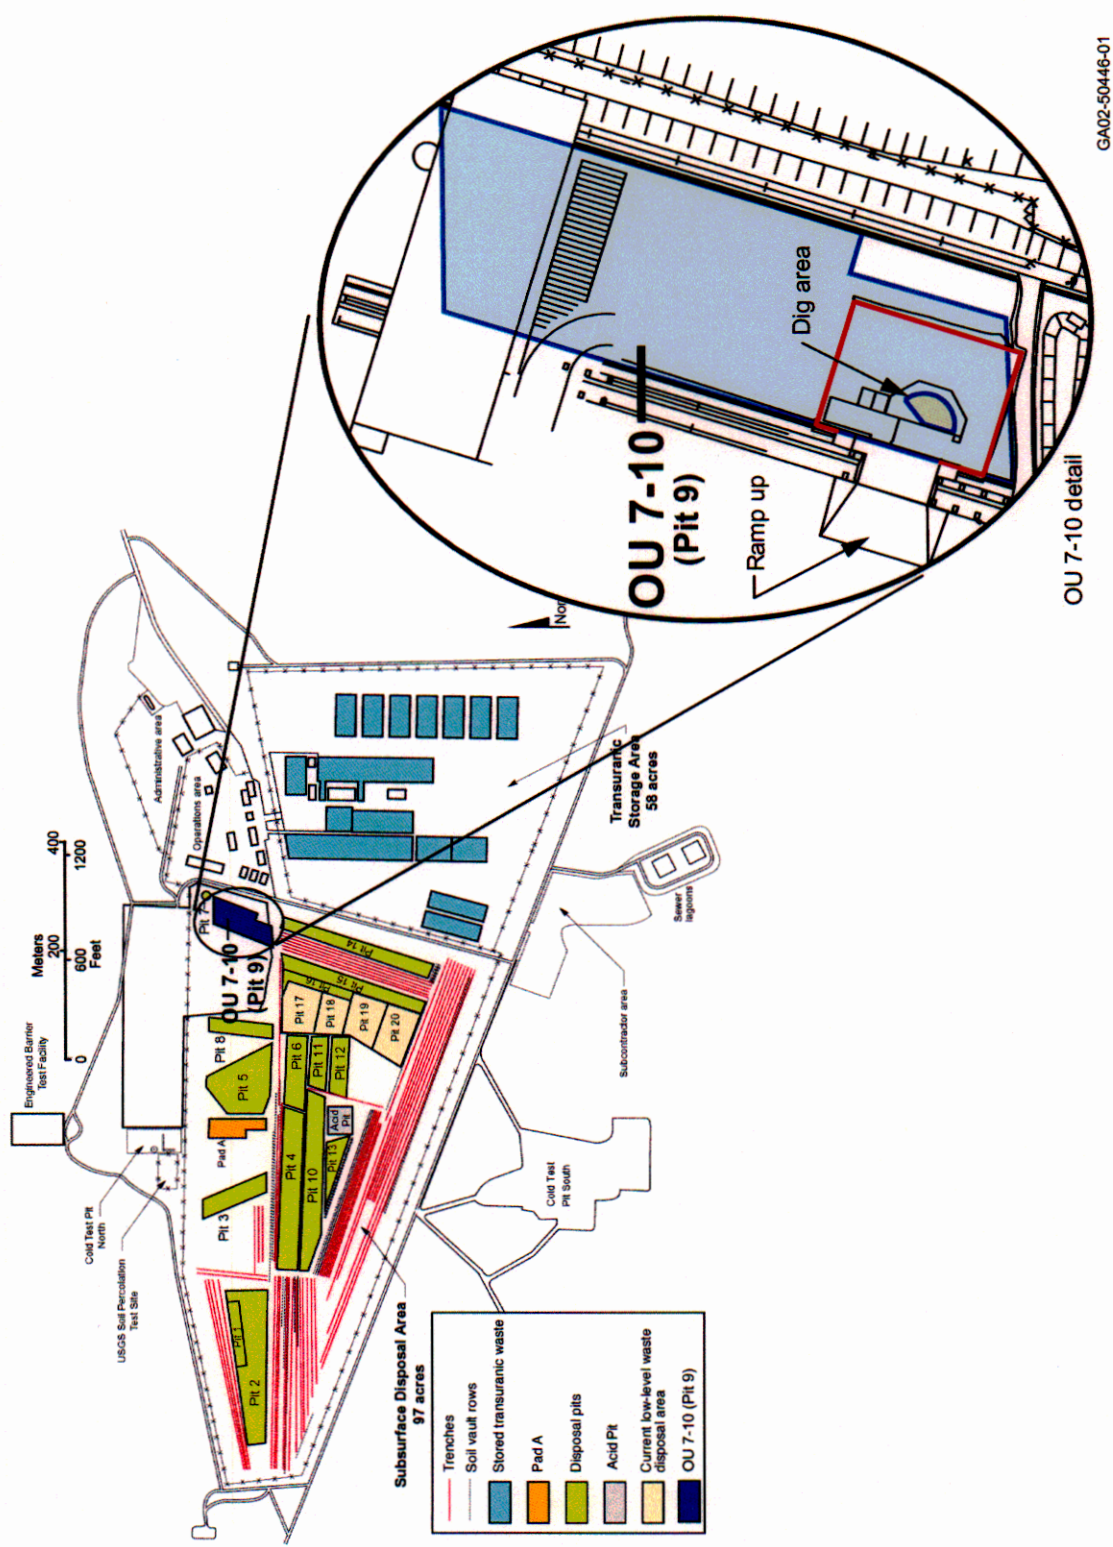 Engineered Barrier
Test Facility
Meters
0
200
400
0
600
1200
Feet
Cold Test Pit
North
USGS Soil Percolation
Test Site
Administrative area
Operations area
Pit 1
Pit 2
Pit 3
Pad A
Pit 5
Pit 8
OU 7-10
(Pit 9)
Pit 7
Pit 4
Pit 10
Pit 6
Pit 11
Pit 12
Pit 13
Acid
Pit
Pit 17
Pit 18
Pit 19
Pit 20
Pit 16
Pit 15
Pit 14
Subsurface Disposal Area
97 acres
Transuranic
Storage Area
58 acres
Cold Test
Pit South
Subcontractor area
Sewer
lagoons
Trenches
Soil vault rows
Stored transuranic waste
Pad A
Disposal pits
Acid Pit
Current low-level waste
disposal area
OU 7-10 (Pit 9)
OU 7-10
(Pit 9)
Ramp up
Dig area
OU 7-10 detail
GA02-50446-01